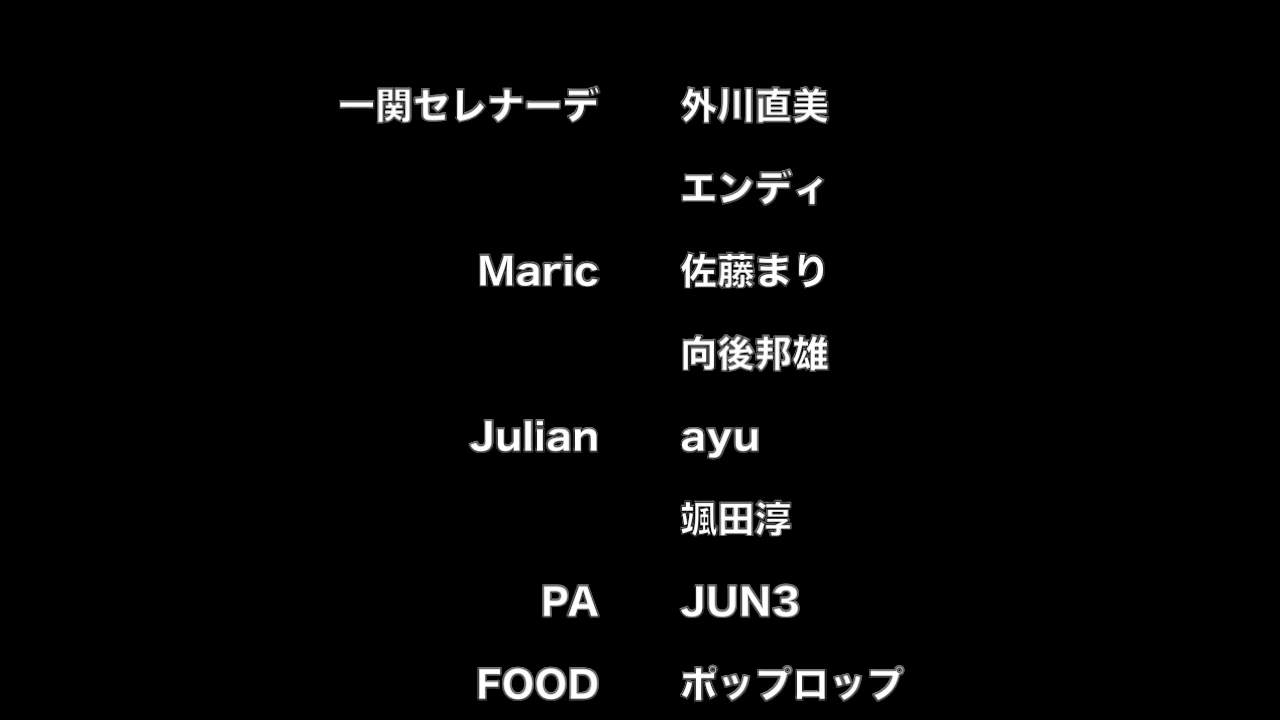 一関セレナーデ 外川直美
エンディ
Maric 佐藤まり
向後邦雄
Julian ayu
颯田淳
PA JUN3
FOOD ポップロップ